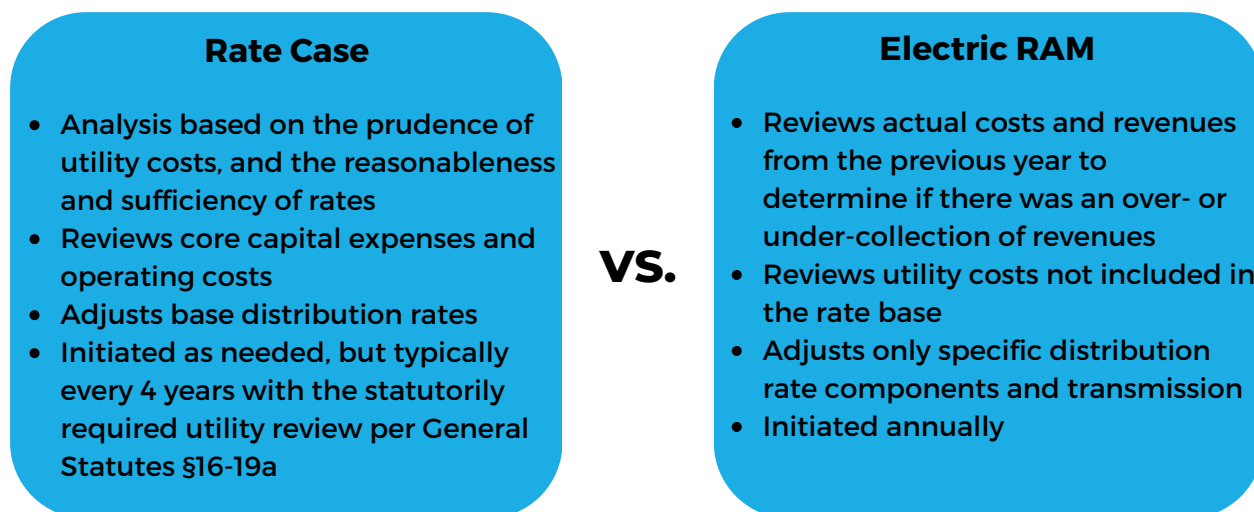 Rate Case
• Analysis based on the prudence of
utility costs, and the reasonableness
and sufficiency of rates
• Reviews core capital expenses and
operating costs
• Adjusts base distribution rates
• Initiated as needed, but typically
every 4 years with the statutorily
required utility review per General
Statutes §16-19a
vs.
Electric RAM
• Reviews actual costs and revenues
from the previous year to
determine if there was an over- or
under-collection of revenues
• Reviews utility costs not included in
the rate base
• Adjusts only specific distribution
rate components and transmission
• Initiated annually